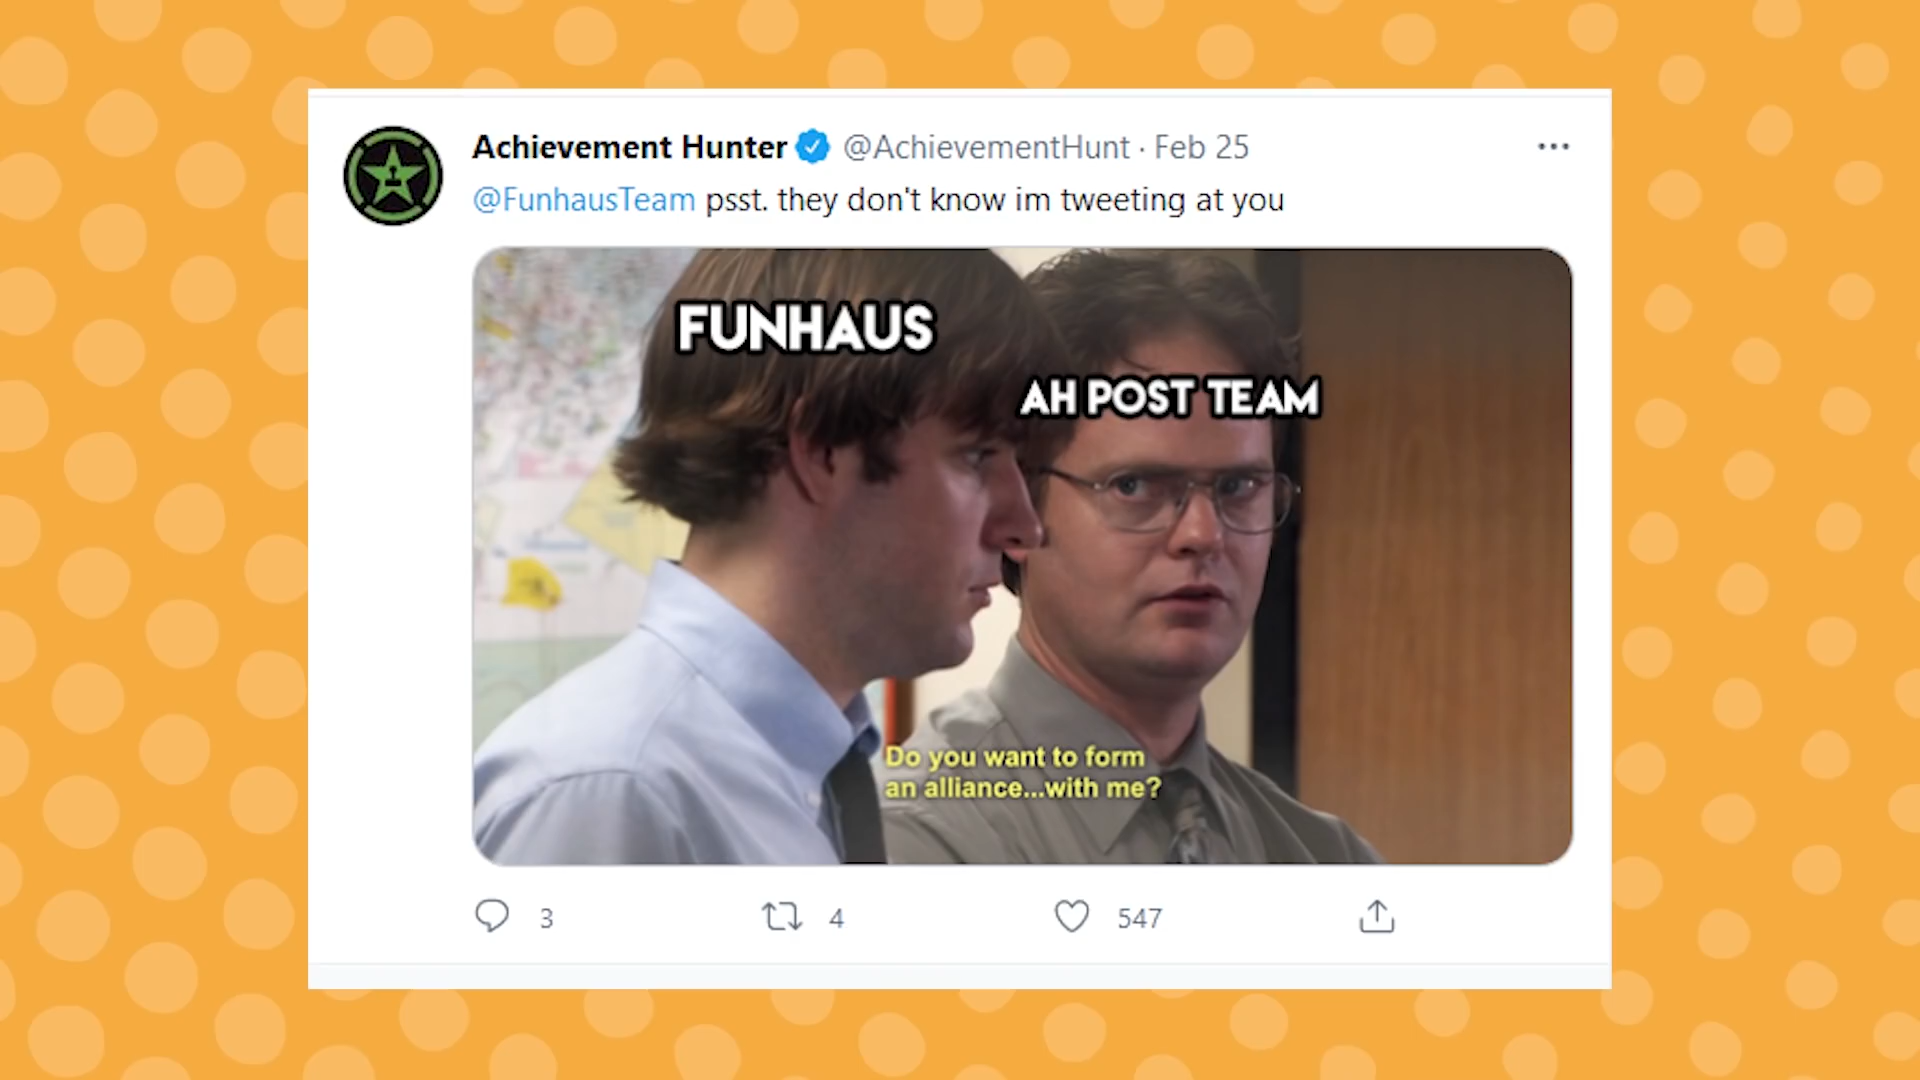 Achievement Hunter @AchievementHunt · Feb 25
@FunhausTeam psst. they don't know im tweeting at you
FUNHAUS
AH POST TEAM
Do you want to form
an alliance...with me?
3 4 547